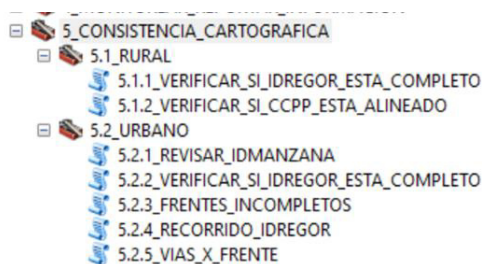 5_CONSISTENCIA_CARTOGRAFICA
5.1_RURAL
5.1.1_VERIFICAR_SI_IDREGOR_ESTA_COMPLETO
5.1.2_VERIFICAR_SI_CCPP_ESTA_ALINEADO
5.2_URBANO
5.2.1_REVISAR_IDMANZANA
5.2.2_VERIFICAR_SI_IDREGOR_ESTA_COMPLETO
5.2.3_FRENTES_INCOMPLETOS
5.2.4_RECORRIDO_IDREGOR
5.2.5_VIAS_X_FRENTE